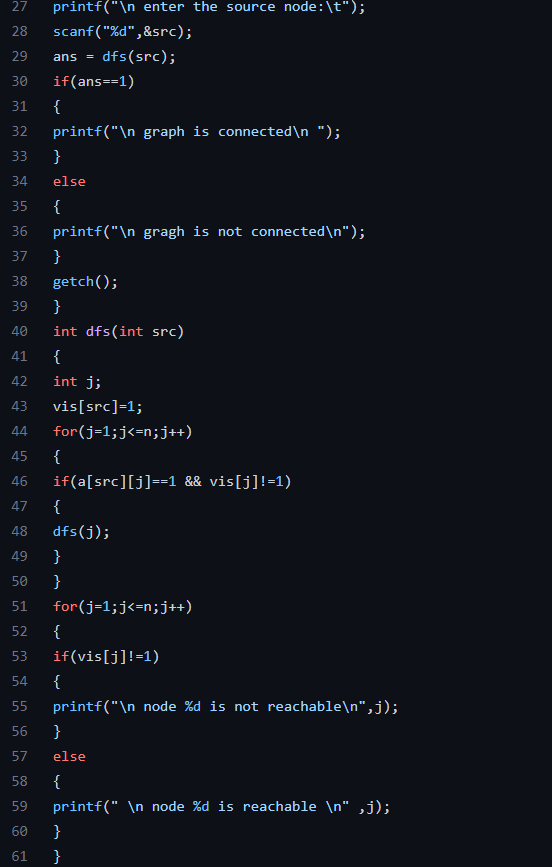 27 printf("\n enter the source node:\t");
28 scanf("%d",&src);
29 ans = dfs(src);
30 if(ans==1)
31 {
32 printf("\n graph is connected\n ");
33 }
34 else
35 {
36 printf("\n gragh is not connected\n");
37 }
38 getch();
39 }
40 int dfs(int src)
41 {
42 int j;
43 vis[src]=1;
44 for(j=1;j<=n;j++)
45 {
46 if(a[src][j]==1 && vis[j]!=1)
47 {
48 dfs(j);
49 }
50 }
51 for(j=1;j<=n;j++)
52 {
53 if(vis[j]!=1)
54 {
55 printf("\n node %d is not reachable\n",j);
56 }
57 else
58 {
59 printf(" \n node %d is reachable \n" ,j);
60 }
61 }